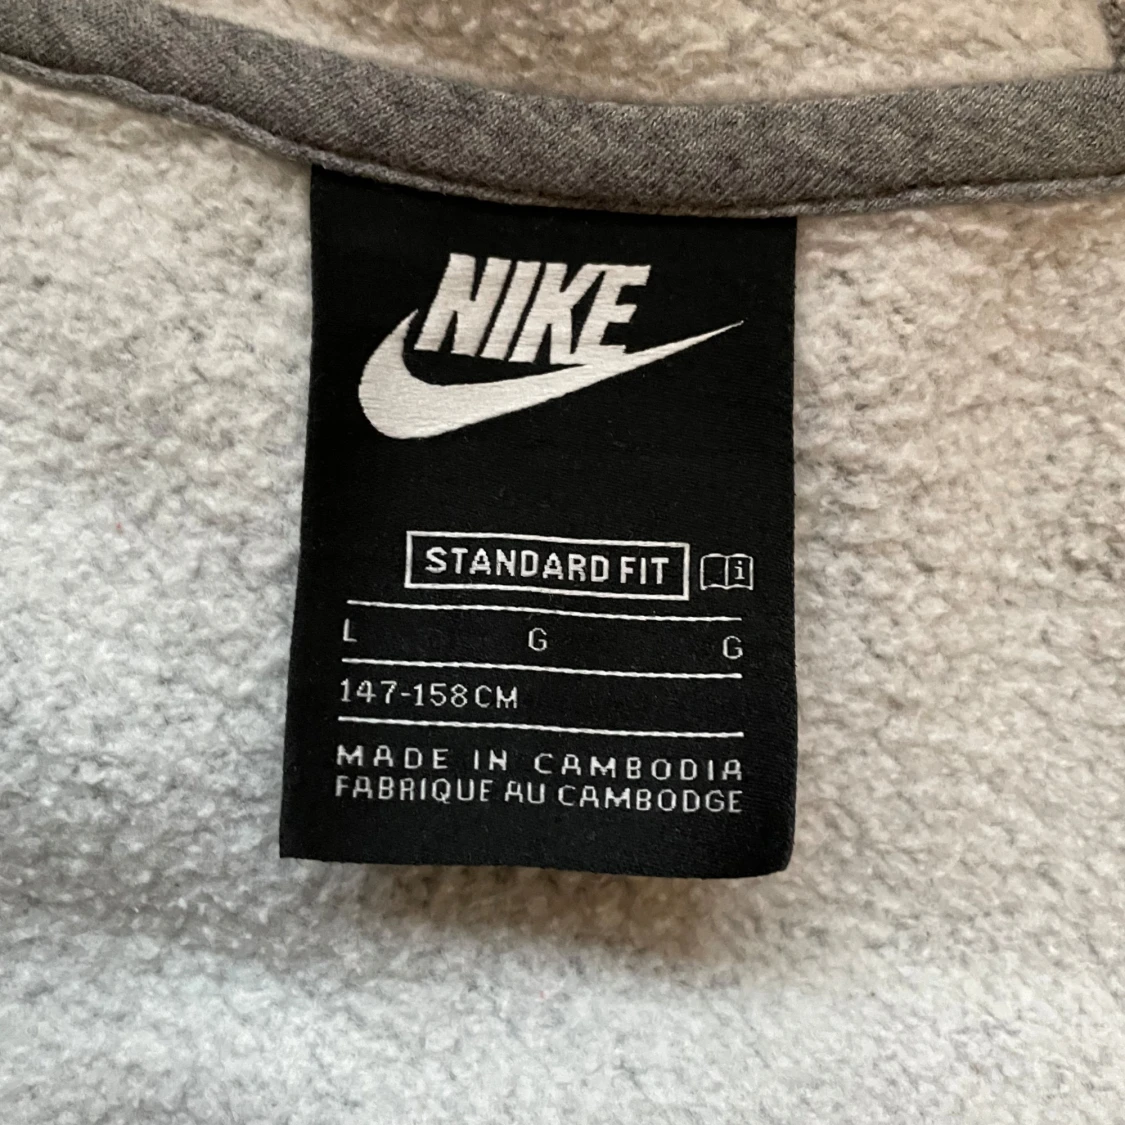 NIKE
STANDARD FIT i
L G G
147-158CM
MADE IN CAMBODIA
FABRIQUE AU CAMBODGE